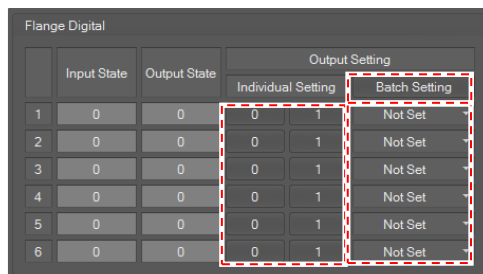 Flange Digital
Input State Output State Output Setting
Individual Setting Batch Setting
1 0 0 0 1 Not Set
2 0 0 0 1 Not Set
3 0 0 0 1 Not Set
4 0 0 0 1 Not Set
5 0 0 0 1 Not Set
6 0 0 0 1 Not Set